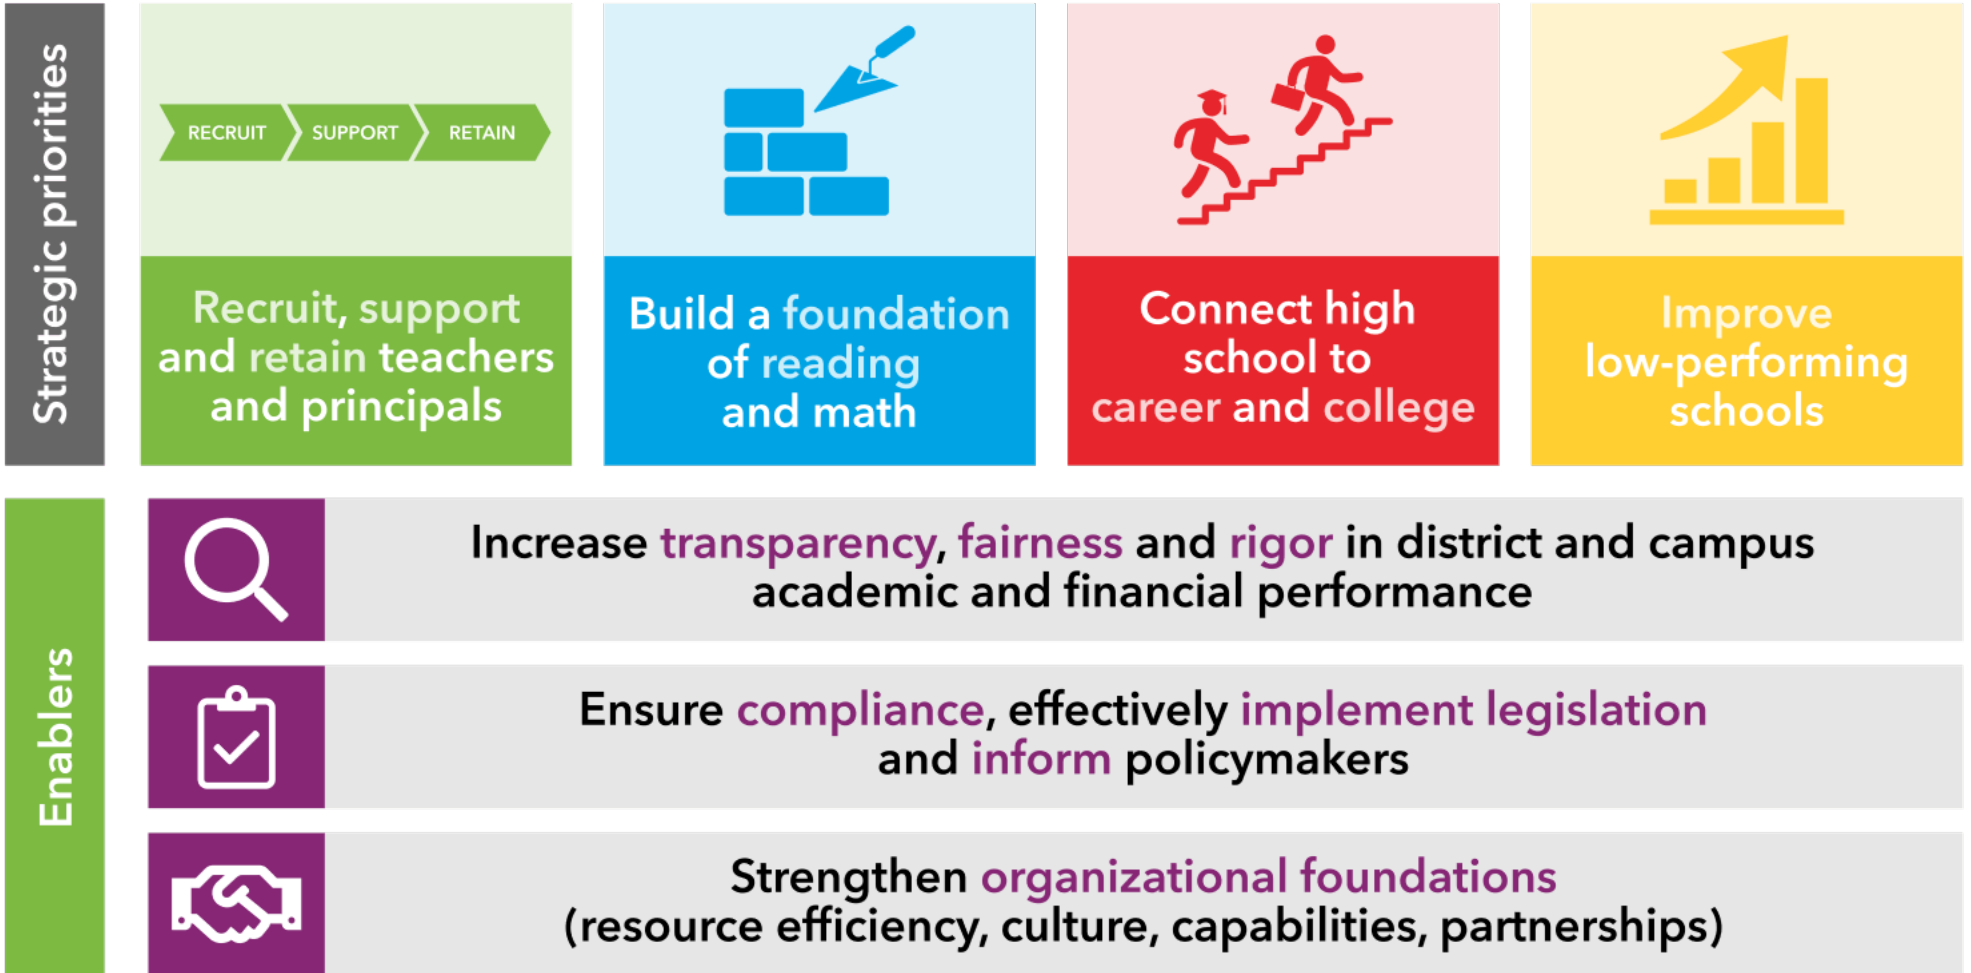 Strategic priorities
RECRUIT
SUPPORT
RETAIN
Recruit, support
and retain teachers
and principals
Build a foundation
of reading
and math
Connect high
school to
career and college
Improve
low-performing
schools
Enablers
Increase transparency, fairness and rigor in district and campus
academic and financial performance
Ensure compliance, effectively implement legislation
and inform policymakers
Strengthen organizational foundations
(resource efficiency, culture, capabilities, partnerships)